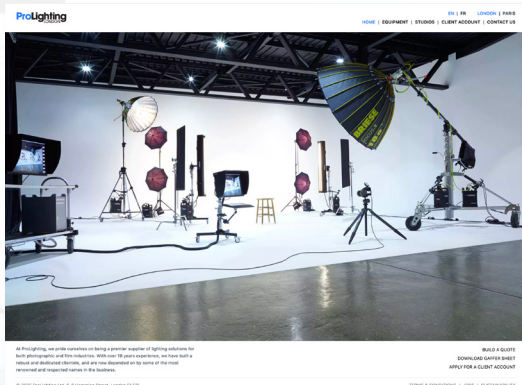 ProLighting
LONDON
EN | FR LONDON | PARIS
HOME | EQUIPMENT | STUDIOS | CLIENT ACCOUNT | CONTACT US
BRIESE
At ProLighting, we pride ourselves on being a premier supplier of lighting solutions for
both photographic and film industries. With over 19 years experience, we have built a
robust and dedicated clientele, and are now depended on by some of the most
renowned and respected names in the business.
BUILD A QUOTE
DOWNLOAD GAFFER SHEET
APPLY FOR A CLIENT ACCOUNT